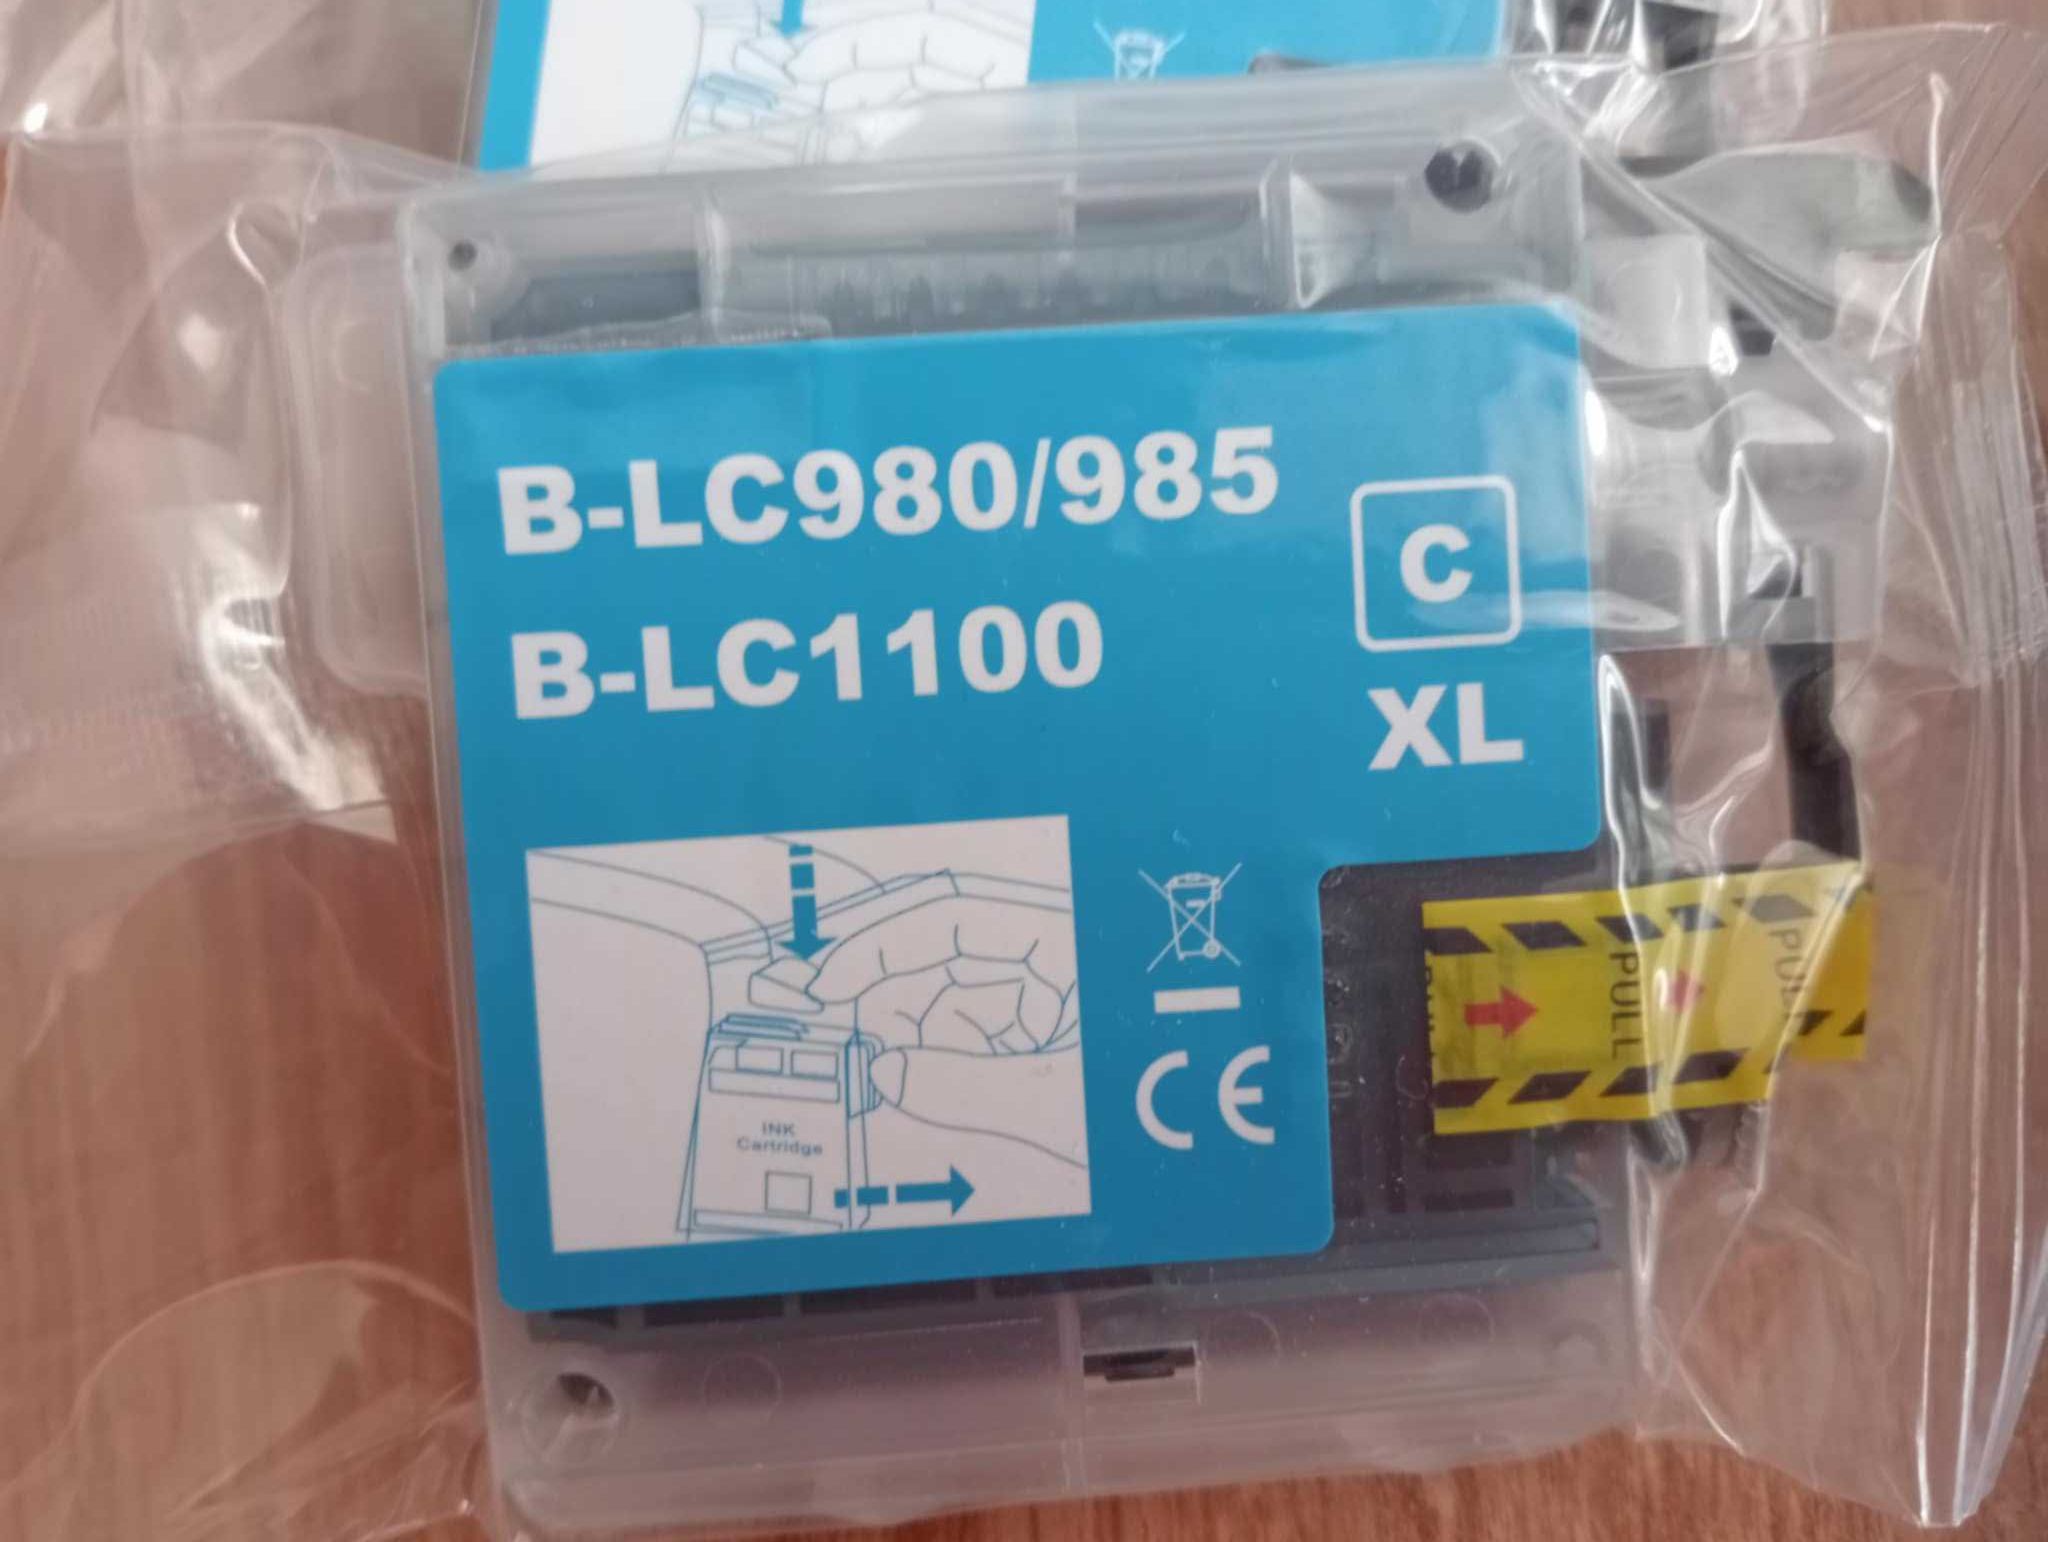 B-LC980/985
B-LC1100
C
XL
INK
Cartridge
CE
PULL
PULL